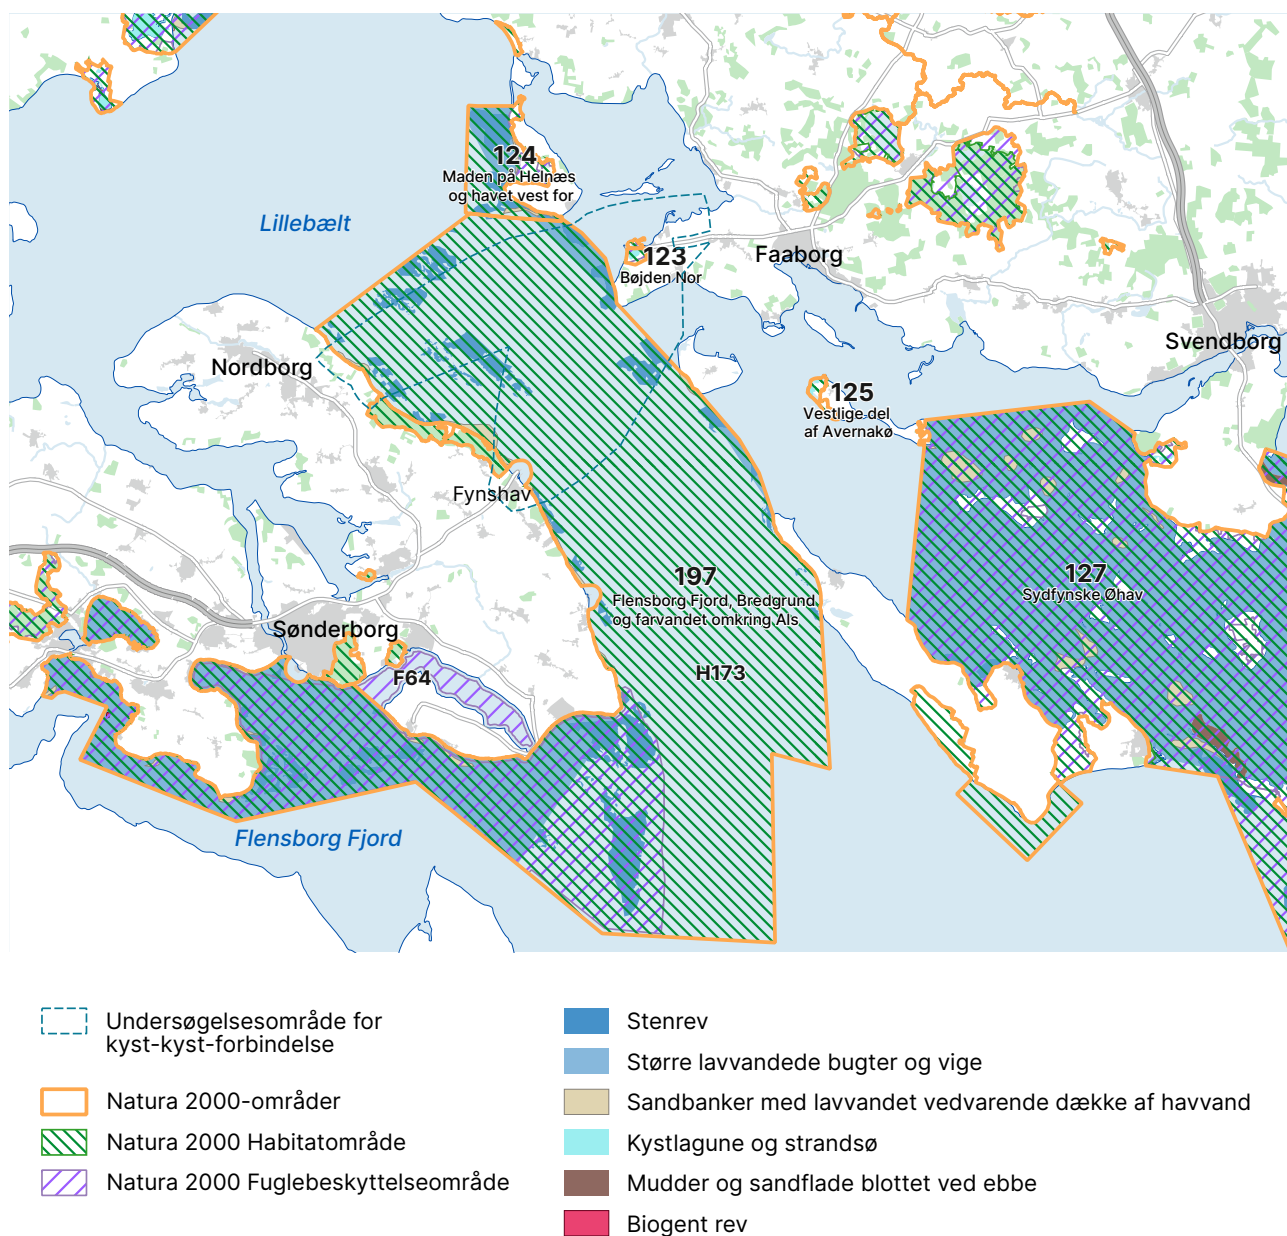 124
Maden på Helnæs
og havet vest for
Lillebælt
123
Bøjden Nor
Faaborg
Svendborg
Nordborg
125
Vestlige del
af Avernakø
Fynshav
197
Flensborg Fjord, Bredgrund
og farvandet omkring Als
127
Sydfynske Øhav
Sønderborg
F64
H173
Flensborg Fjord
Undersøgelsesområde for
kyst-kyst-forbindelse
Natura 2000-områder
Natura 2000 Habitatområde
Natura 2000 Fuglebeskyttelseområde
Stenrev
Større lavvandede bugter og vige
Sandbanker med lavvandet vedvarende dække af havvand
Kystlagune og strandsø
Mudder og sandflade blottet ved ebbe
Biogent rev